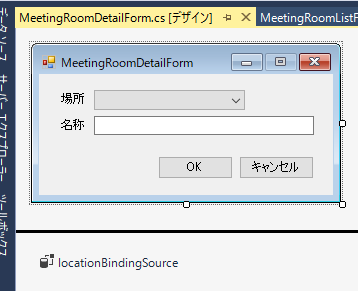 MeetingRoomDetailForm.cs [デザイン]
MeetingRoomListF
データ ソース
サーバー エクスプローラー
ツールボックス
MeetingRoomDetailForm
場所
名称
OK
キャンセル
locationBindingSource